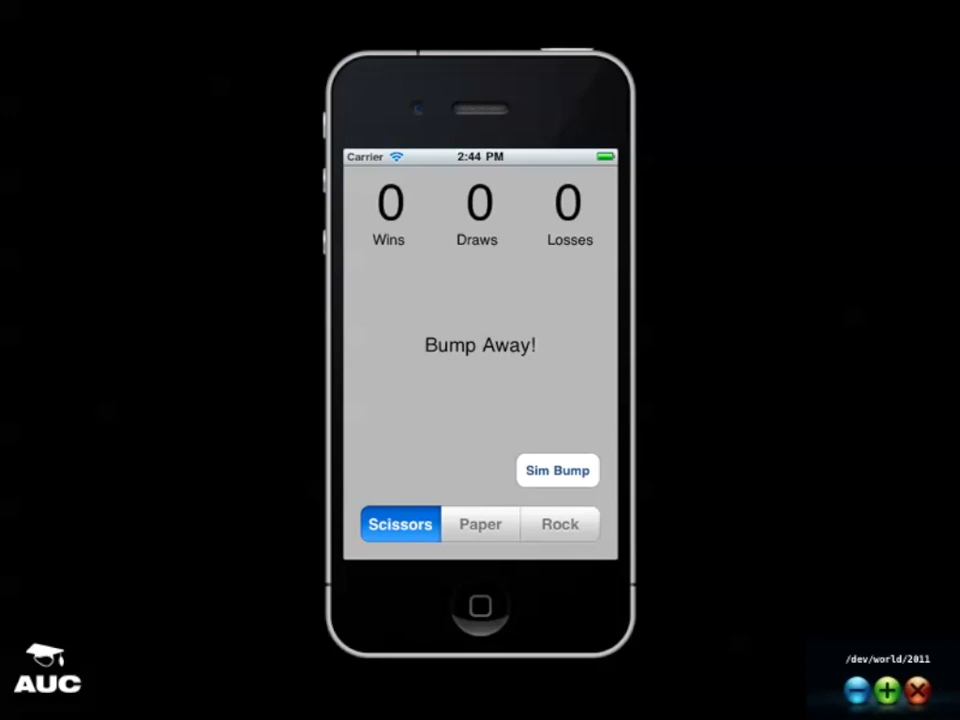 Carrier 2:44 PM
0 0 0
Wins Draws Losses
Bump Away!
Sim Bump
Scissors Paper Rock
AUC
/dev/world/2011